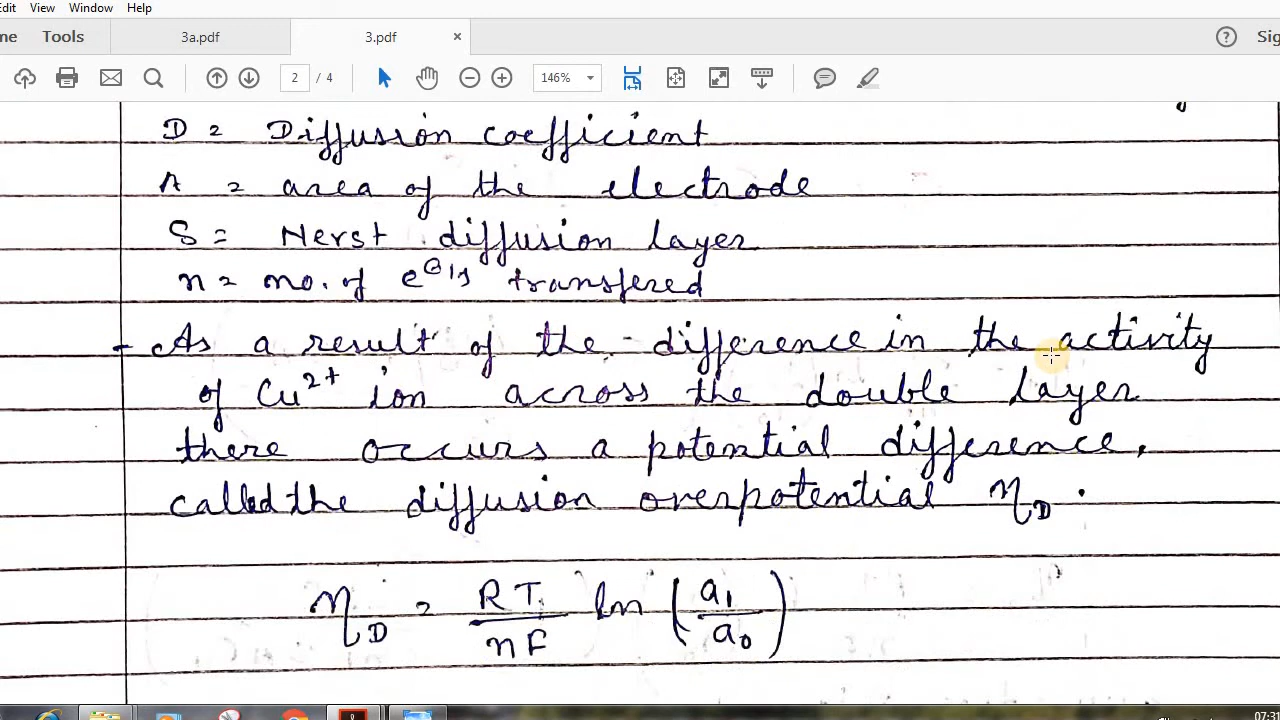 Edit View Window Help
me Tools 3a.pdf 3.pdf × Sig
2 / 4 146%
D = Diffusion coefficient
A = area of the electrode
S = Nerst diffusion layer
n = no. of e⊖'s transfered
- As a result of the difference in the activity
of Cu²⁺ ion across the double layer
there occurs a potential difference,
called the diffusion overpotential η_D.
η_D = RT/nF ln (a₁/a₀)